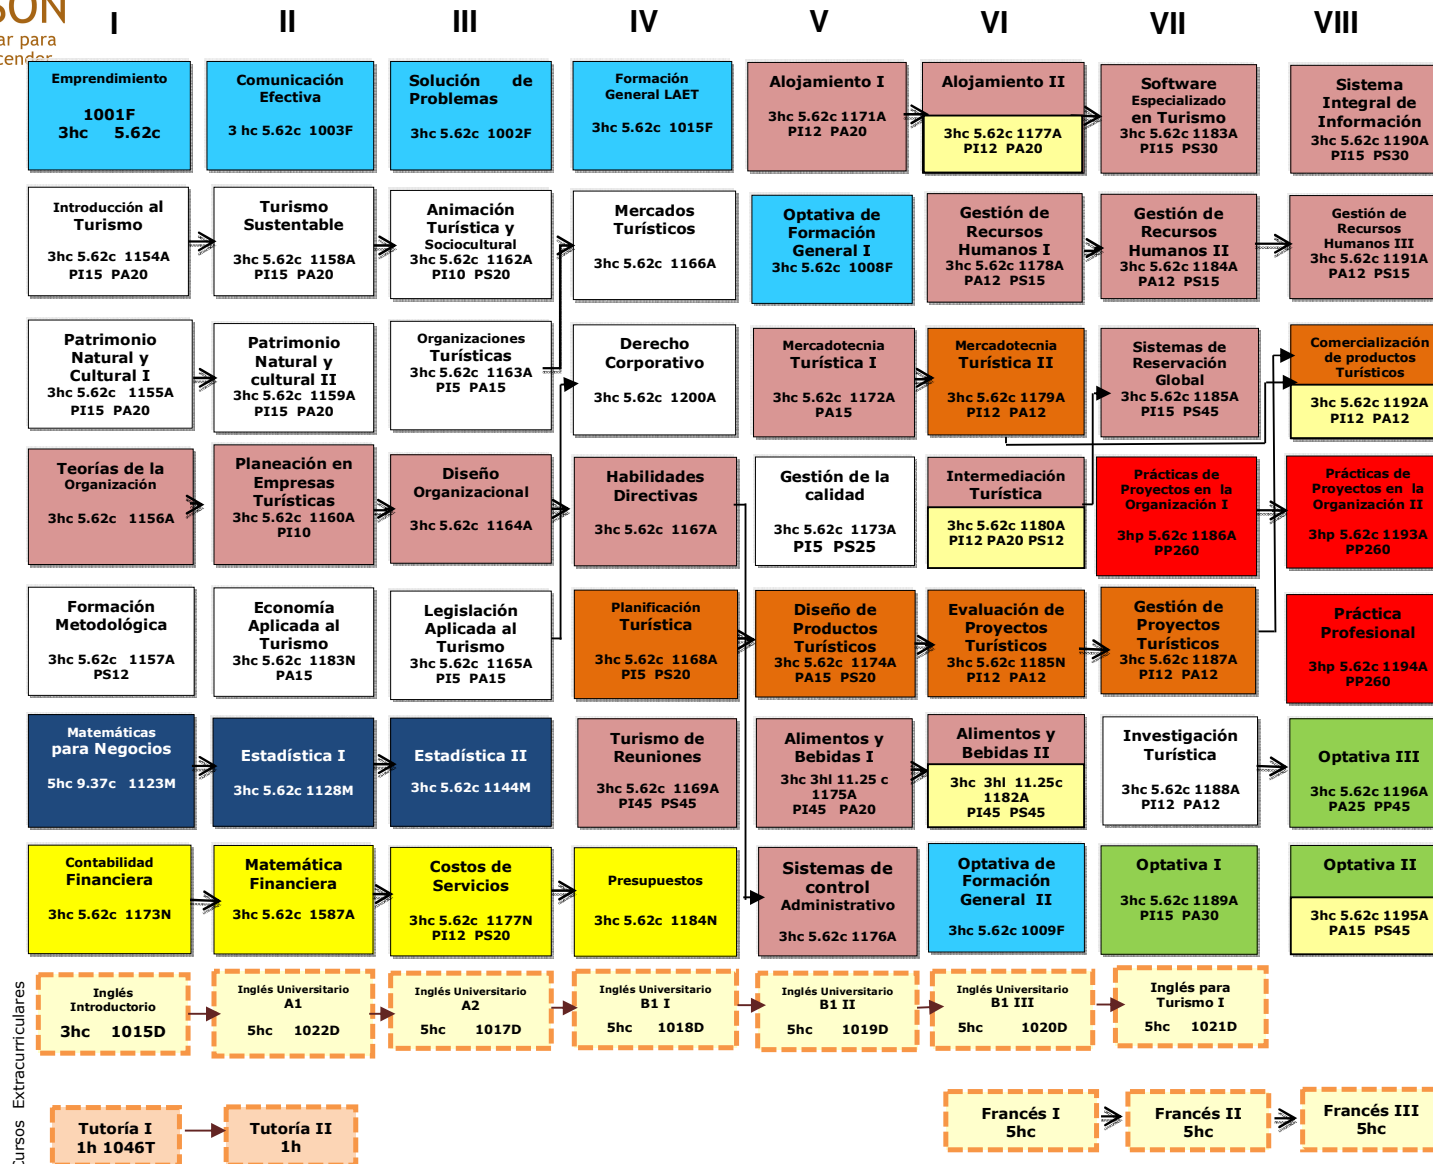 SON
ar para
cender
I
II
III
IV
V
VI
VII
VIII
Emprendimiento
1001F
3hc 5.62c
Comunicación
Efectiva
3 hc 5.62c 1003F
Solución de
Problemas
3hc 5.62c 1002F
Formación
General LAET
3hc 5.62c 1015F
Alojamiento I
3hc 5.62c 1171A
PI12 PA20
Alojamiento II
3hc 5.62c 1177A
PI12 PA20
Software
Especializado
en Turismo
3hc 5.62c 1183A
PI15 PS30
Sistema
Integral de
Información
3hc 5.62c 1190A
PI15 PS30
Introducción al
Turismo
3hc 5.62c 1154A
PI15 PA20
Turismo
Sustentable
3hc 5.62c 1158A
PI15 PA20
Animación
Turística y
Sociocultural
3hc 5.62c 1162A
PI10 PS20
Mercados
Turísticos
3hc 5.62c 1166A
Optativa de
Formación
General I
3hc 5.62c 1008F
Gestión de
Recursos
Humanos I
3hc 5.62c 1178A
PA12 PS15
Gestión de
Recursos
Humanos II
3hc 5.62c 1184A
PA12 PS15
Gestión de
Recursos
Humanos III
3hc 5.62c 1191A
PA12 PS15
Patrimonio
Natural y
Cultural I
3hc 5.62c 1155A
PI15 PA20
Patrimonio
Natural y
cultural II
3hc 5.62c 1159A
PI15 PA20
Organizaciones
Turísticas
3hc 5.62c 1163A
PI5 PA15
Derecho
Corporativo
3hc 5.62c 1200A
Mercadotecnia
Turística I
3hc 5.62c 1172A
PA15
Mercadotecnia
Turística II
3hc 5.62c 1179A
PI12 PA12
Sistemas de
Reservación
Global
3hc 5.62c 1185A
PI15 PS45
Comercialización
de productos
Turísticos
3hc 5.62c 1192A
PI12 PA12
Teorías de la
Organización
3hc 5.62c 1156A
Planeación en
Empresas
Turísticas
3hc 5.62c 1160A
PI10
Diseño
Organizacional
3hc 5.62c 1164A
Habilidades
Directivas
3hc 5.62c 1167A
Gestión de la
calidad
3hc 5.62c 1173A
PI5 PS25
Intermediación
Turística
3hc 5.62c 1180A
PI12 PA20 PS12
Prácticas de
Proyectos en la
Organización I
3hp 5.62c 1186A
PP260
Prácticas de
Proyectos en la
Organización II
3hp 5.62c 1193A
PP260
Formación
Metodológica
3hc 5.62c 1157A
PS12
Economía
Aplicada al
Turismo
3hc 5.62c 1183N
PA15
Legislación
Aplicada al
Turismo
3hc 5.62c 1165A
PI5 PA15
Planificación
Turística
3hc 5.62c 1168A
PI5 PS20
Diseño de
Productos
Turísticos
3hc 5.62c 1174A
PA15 PS20
Evaluación de
Proyectos
Turísticos
3hc 5.62c 1185N
PI12 PA12
Gestión de
Proyectos
Turísticos
3hc 5.62c 1187A
PI12 PA12
Práctica
Profesional
3hp 5.62c 1194A
PP260
Matemáticas
para Negocios
5hc 9.37c 1123M
Estadística I
3hc 5.62c 1128M
Estadística II
3hc 5.62c 1144M
Turismo de
Reuniones
3hc 5.62c 1169A
PI45 PS45
Alimentos y
Bebidas I
3hc 3hl 11.25 c
1175A
PI45 PA20
Alimentos y
Bebidas II
3hc 3hl 11.25c
1182A
PI45 PS45
Investigación
Turística
3hc 5.62c 1188A
PI12 PA12
Optativa III
3hc 5.62c 1196A
PA25 PP45
Contabilidad
Financiera
3hc 5.62c 1173N
Matemática
Financiera
3hc 5.62c 1587A
Costos de
Servicios
3hc 5.62c 1177N
PI12 PS20
Presupuestos
3hc 5.62c 1184N
Sistemas de
control
Administrativo
3hc 5.62c 1176A
Optativa de
Formación
General II
3hc 5.62c 1009F
Optativa I
3hc 5.62c 1189A
PI15 PA30
Optativa II
3hc 5.62c 1195A
PA15 PS45
Cursos Extracurriculares
Inglés
Introductorio
3hc 1015D
Inglés Universitario
A1
5hc 1022D
Inglés Universitario
A2
5hc 1017D
Inglés Universitario
B1 I
5hc 1018D
Inglés Universitario
B1 II
5hc 1019D
Inglés Universitario
B1 III
5hc 1020D
Inglés para
Turismo I
5hc 1021D
Tutoría I
1h 1046T
Tutoría II
1h
Francés I
5hc
Francés II
5hc
Francés III
5hc